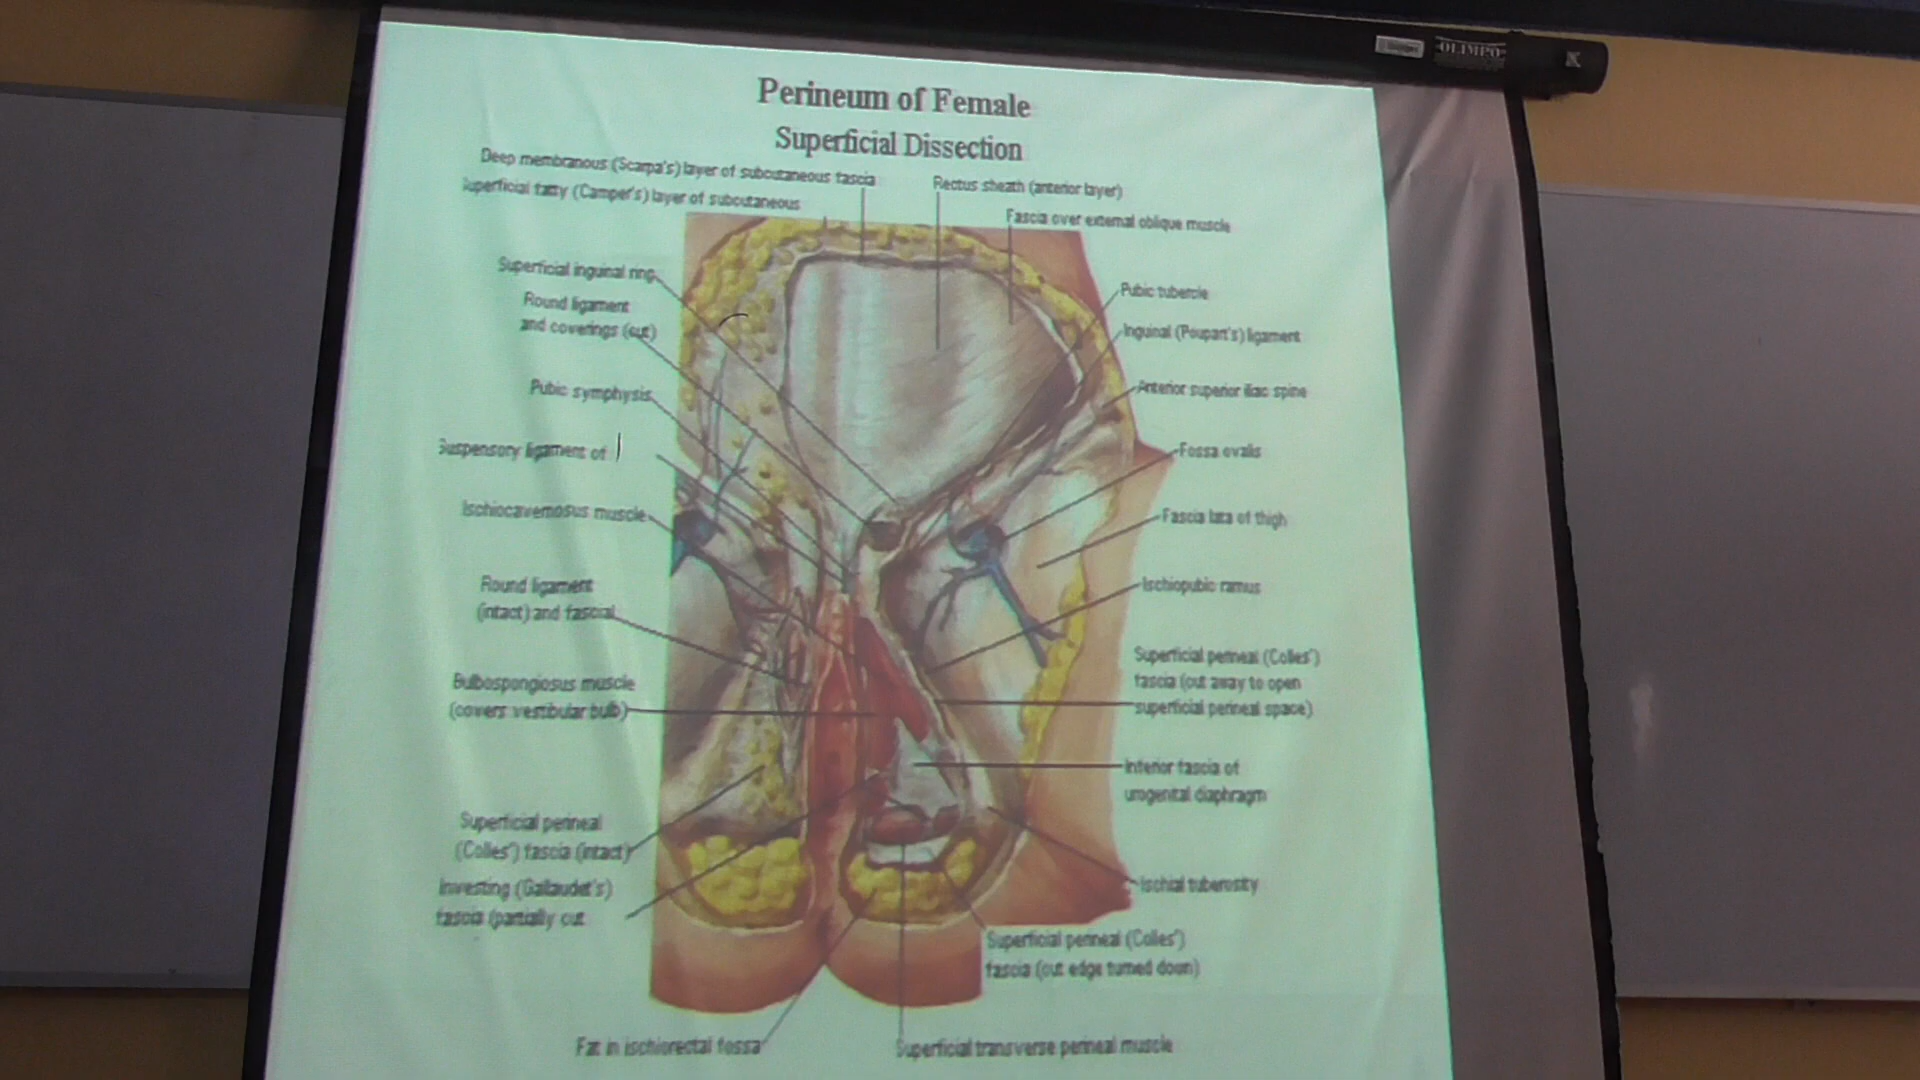 OLIMPO
Perineum of Female
Superficial Dissection
Deep membranous (Scarpa's) layer of subcutaneous fascia
Superficial fatty (Camper's) layer of subcutaneous
Rectus sheath (anterior layer)
Fascia over external oblique muscle
Superficial inguinal ring
Round ligament
and coverings (cut)
Pubic symphysis
Suspensory ligament of
Ischiocavernosus muscle
Round ligament
(intact) and fascial
Bulbospongiosus muscle
(covers vestibular bulb)
Superficial perineal
(Colles') fascia (intact)
Investing (Gallaudet's)
fascia (partially cut
Pubic tubercle
Inguinal (Poupart's) ligament
Anterior superior iliac spine
Fossa ovalis
Fascia lata of thigh
Ischiopubic ramus
Superficial perineal (Colles')
fascia (cut away to open
superficial perineal space)
Inferior fascia of
urogenital diaphragm
Ischial tuberosity
Superficial perineal (Colles')
fascia (cut edge turned down)
Fat in ischiorectal fossa
Superficial transverse perineal muscle